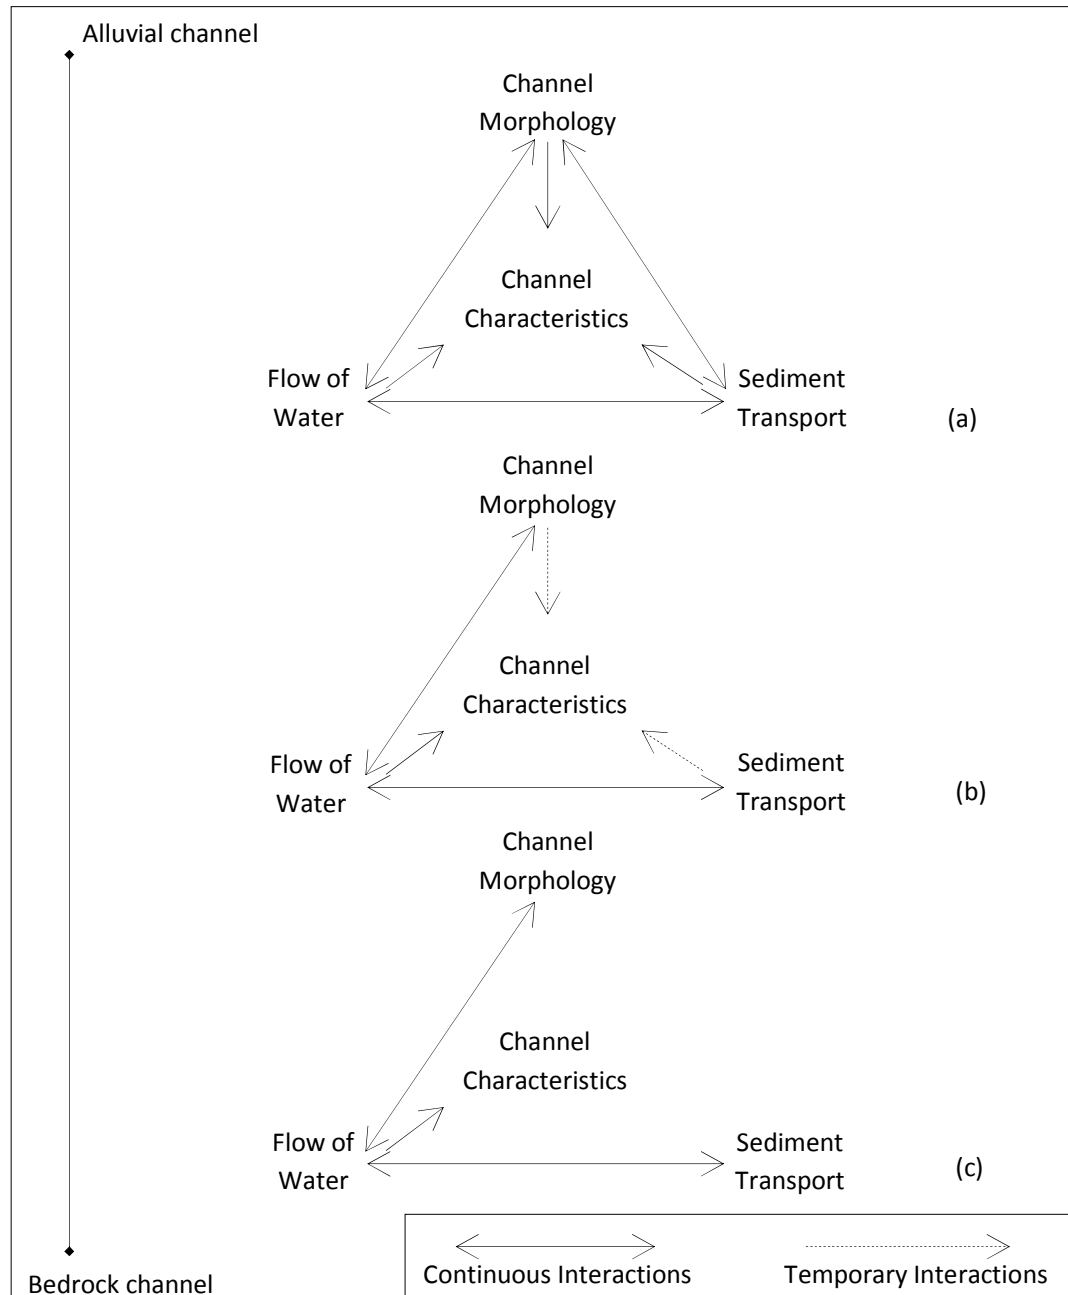 Alluvial channel
Channel
Morphology
Channel
Characteristics
Flow of
Water
Sediment
Transport
(a)
Channel
Morphology
Channel
Characteristics
Flow of
Water
Sediment
Transport
(b)
Channel
Morphology
Channel
Characteristics
Flow of
Water
Sediment
Transport
(c)
Bedrock channel
Continuous Interactions
Temporary Interactions